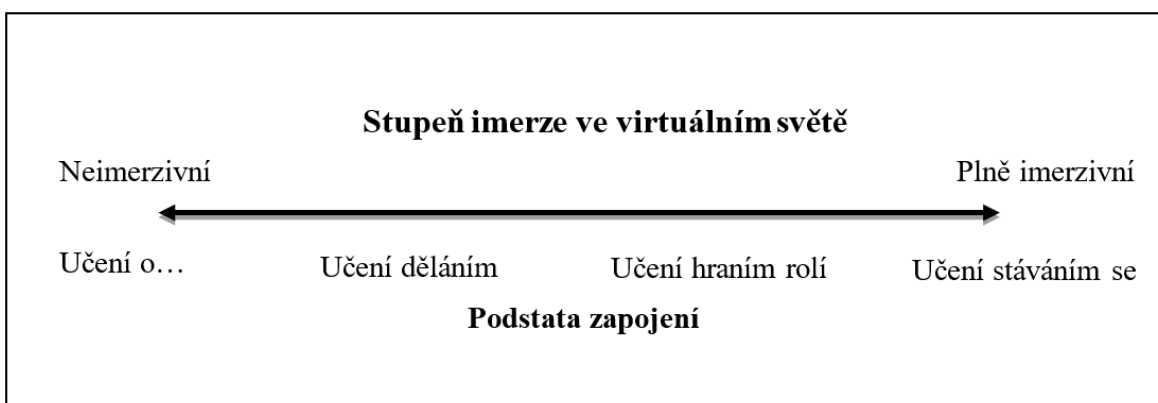 Stupeň imerze ve virtuálním světě
Neimerzivní Plně imerzivní
Učení o… Učení děláním Učení hraním rolí Učení stáváním se
Podstata zapojení